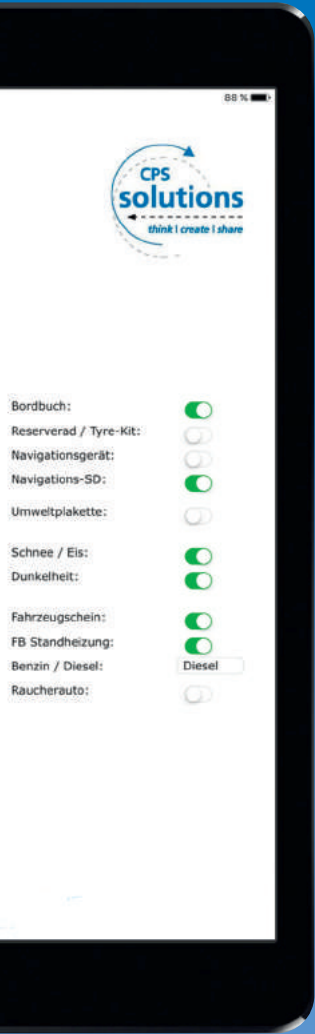 88 %
CPS
solutions
think | create | share
Bordbuch:
Reserverad / Tyre-Kit:
Navigationsgerät:
Navigations-SD:
Umweltplakette:
Schnee / Eis:
Dunkelheit:
Fahrzeugschein:
FB Standheizung:
Benzin / Diesel: Diesel
Raucherauto: